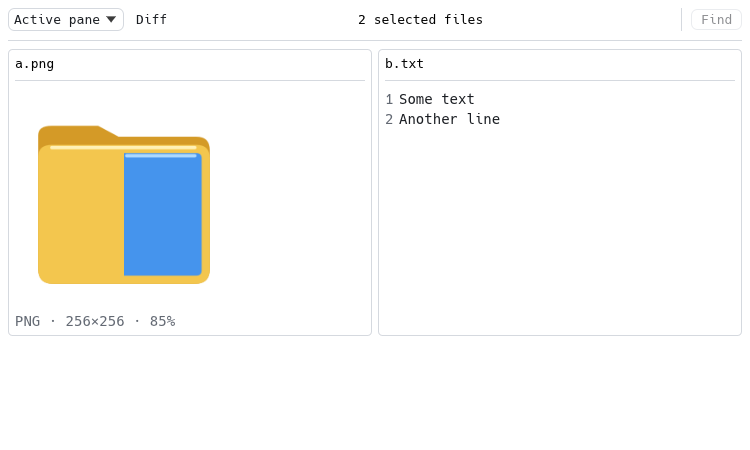 Active pane Diff 2 selected files Find
a.png
PNG · 256×256 · 85%
b.txt
1 Some text
2 Another line